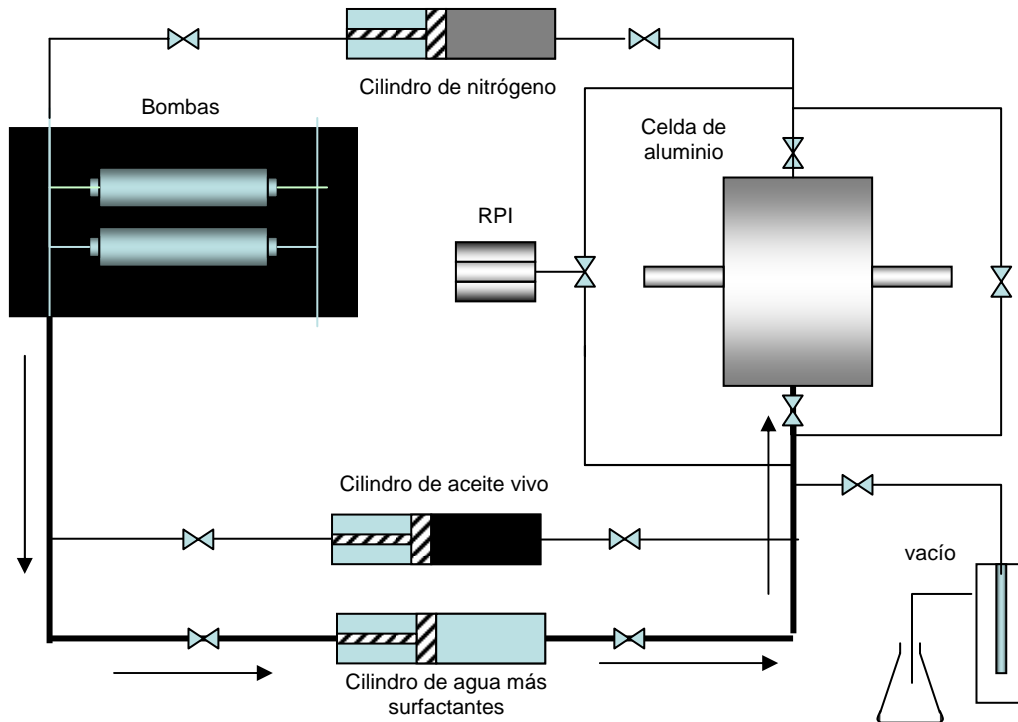 Cilindro de nitrógeno
Bombas
Celda de
aluminio
RPI
Cilindro de aceite vivo
vacío
Cilindro de agua más
surfactantes